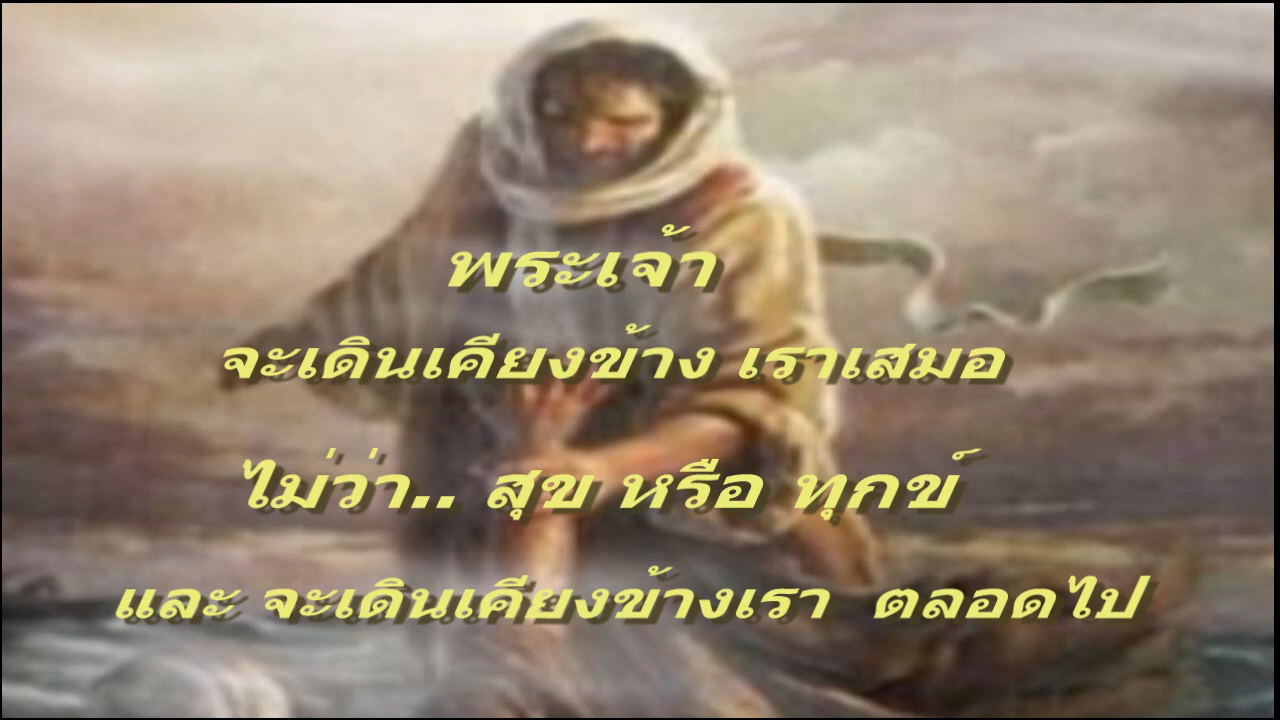 พระเจ้า
จะเดินเคียงข้าง เราเสมอ
ไม่ว่า.. สุข หรือ ทุกข์
และ จะเดินเคียงข้างเรา ตลอดไป